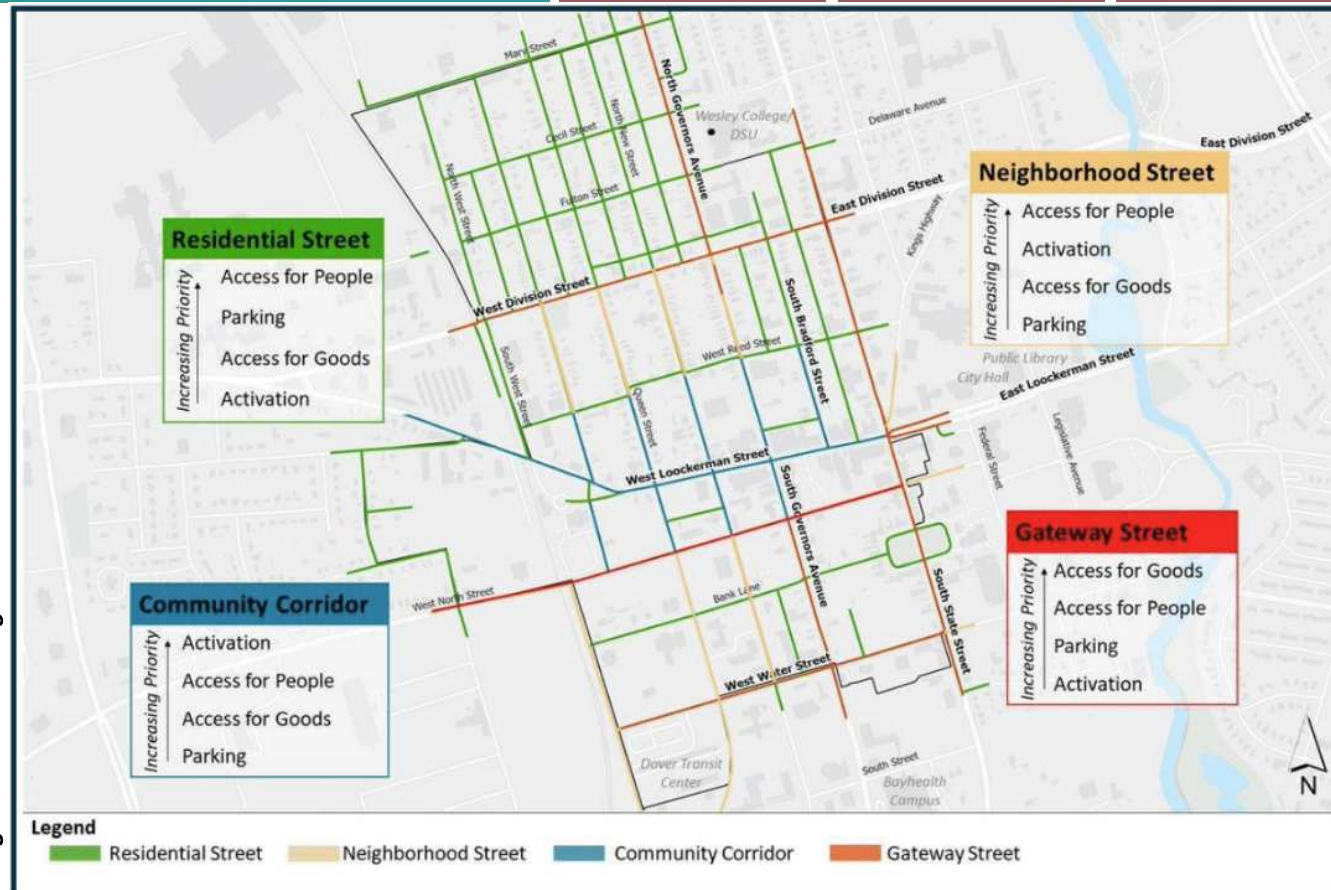 Mary Street
North Governors Avenue
Wesley College/
DSU
Delaware Avenue
East Division Street
Cecil Street
North New Street
Neighborhood Street
Increasing Priority
Access for People
Activation
Access for Goods
Parking
North West Street
Fulton Street
East Division Street
Kings Highway
Residential Street
Increasing Priority
Access for People
Parking
Access for Goods
Activation
West Division Street
South Bradford Street
West Reed Street
Public Library
City Hall
East Loockerman Street
South West Street
Queen Street
Federal Street
Legislative Avenue
West Loockerman Street
South Governors Avenue
Gateway Street
Increasing Priority
Access for Goods
Access for People
Parking
Activation
Community Corridor
Increasing Priority
Activation
Access for People
Access for Goods
Parking
West North Street
Bank Lane
South State Street
West Water Street
Dover Transit
Center
South Street
Bayhealth
Campus
N
Legend
Residential Street
Neighborhood Street
Community Corridor
Gateway Street